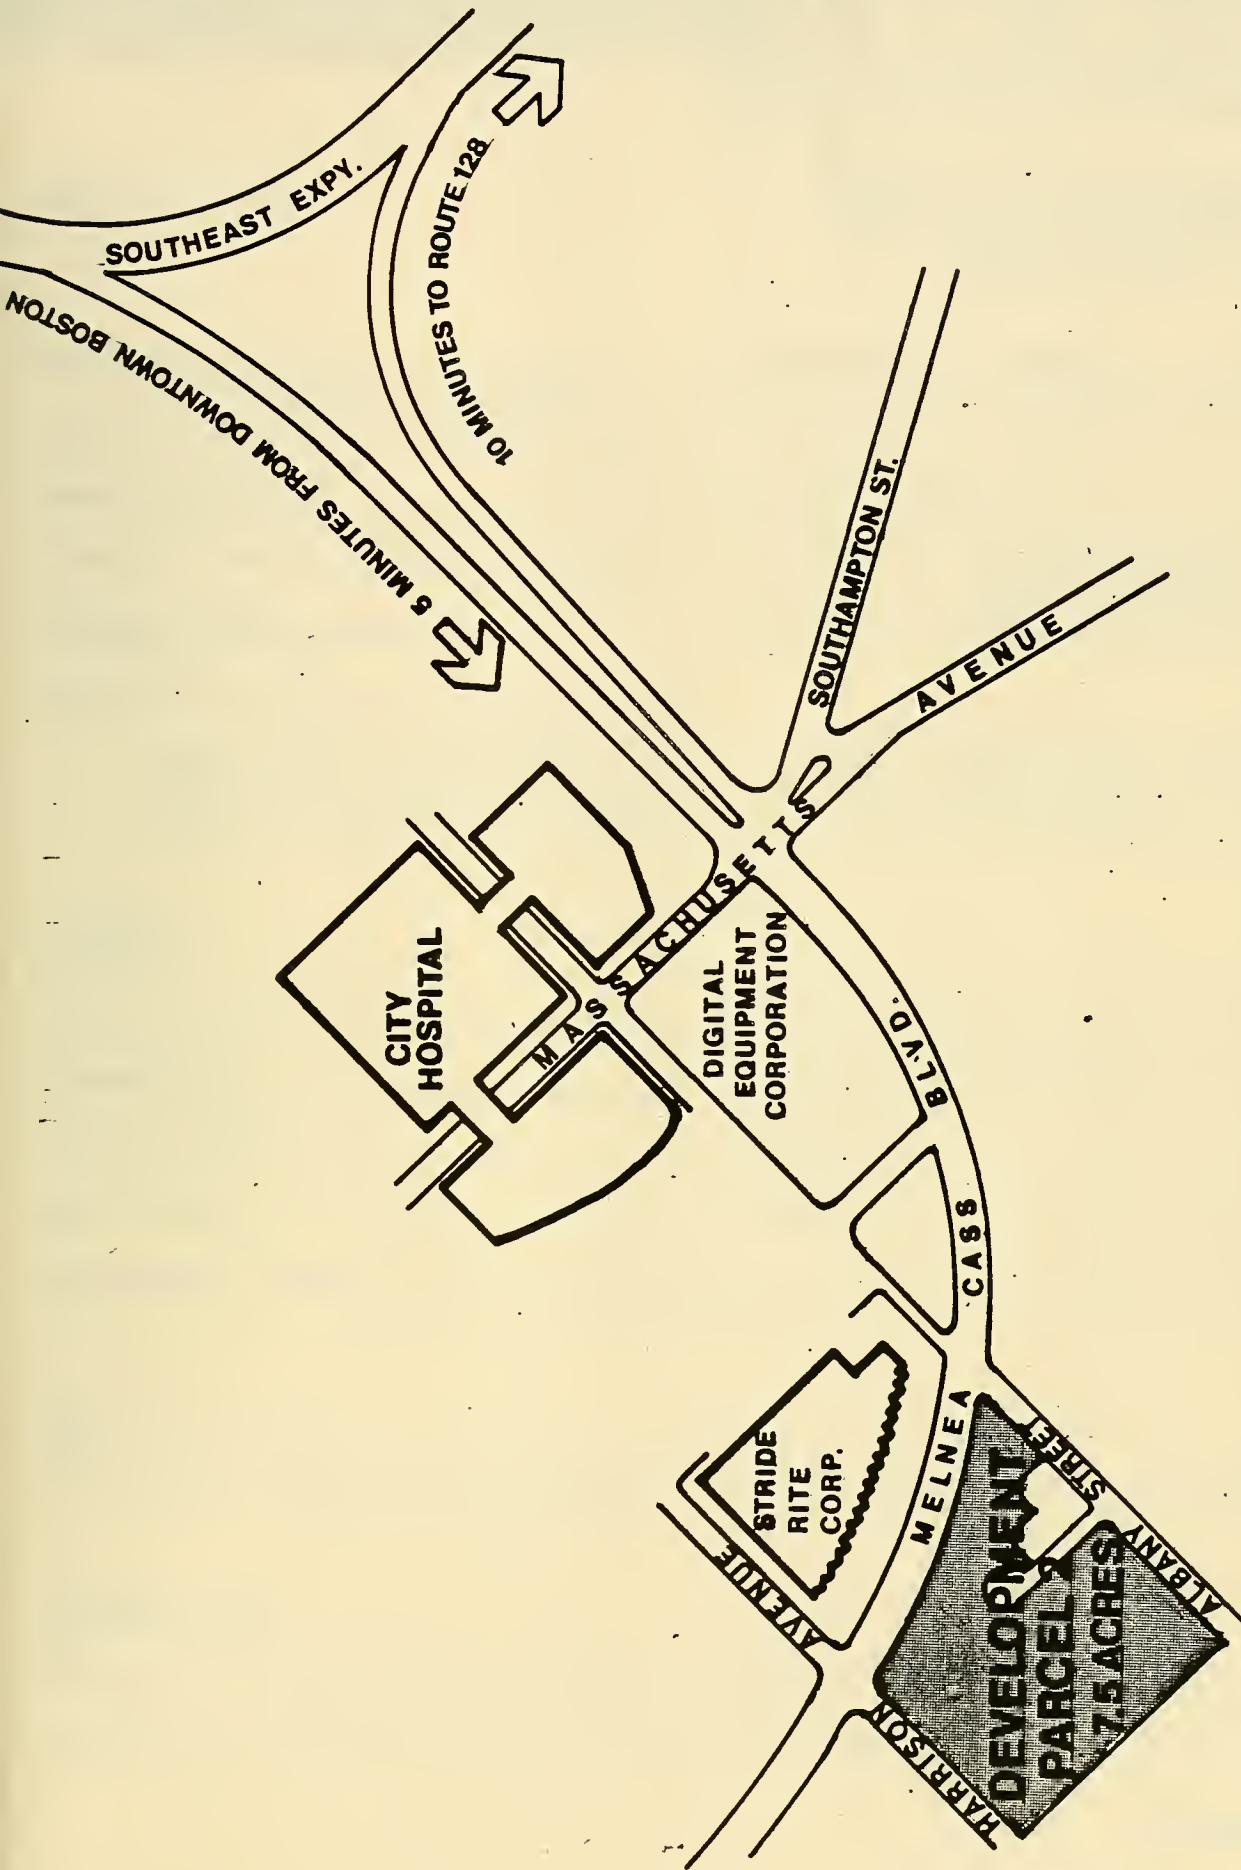 SOUTHEAST EXPY.
5 MINUTES FROM DOWNTOWN BOSTON
10 MINUTES TO ROUTE 128
SOUTHAMPTON ST.
MASSACHUSETTS AVENUE
CITY
HOSPITAL
DIGITAL
EQUIPMENT
CORPORATION
MELNEA CASS BLVD.
STRIDE
RITE
CORP.
HARRISON AVENUE
ALBANY STREET
DEVELOPMENT
PARCEL 2
7.5 ACRES